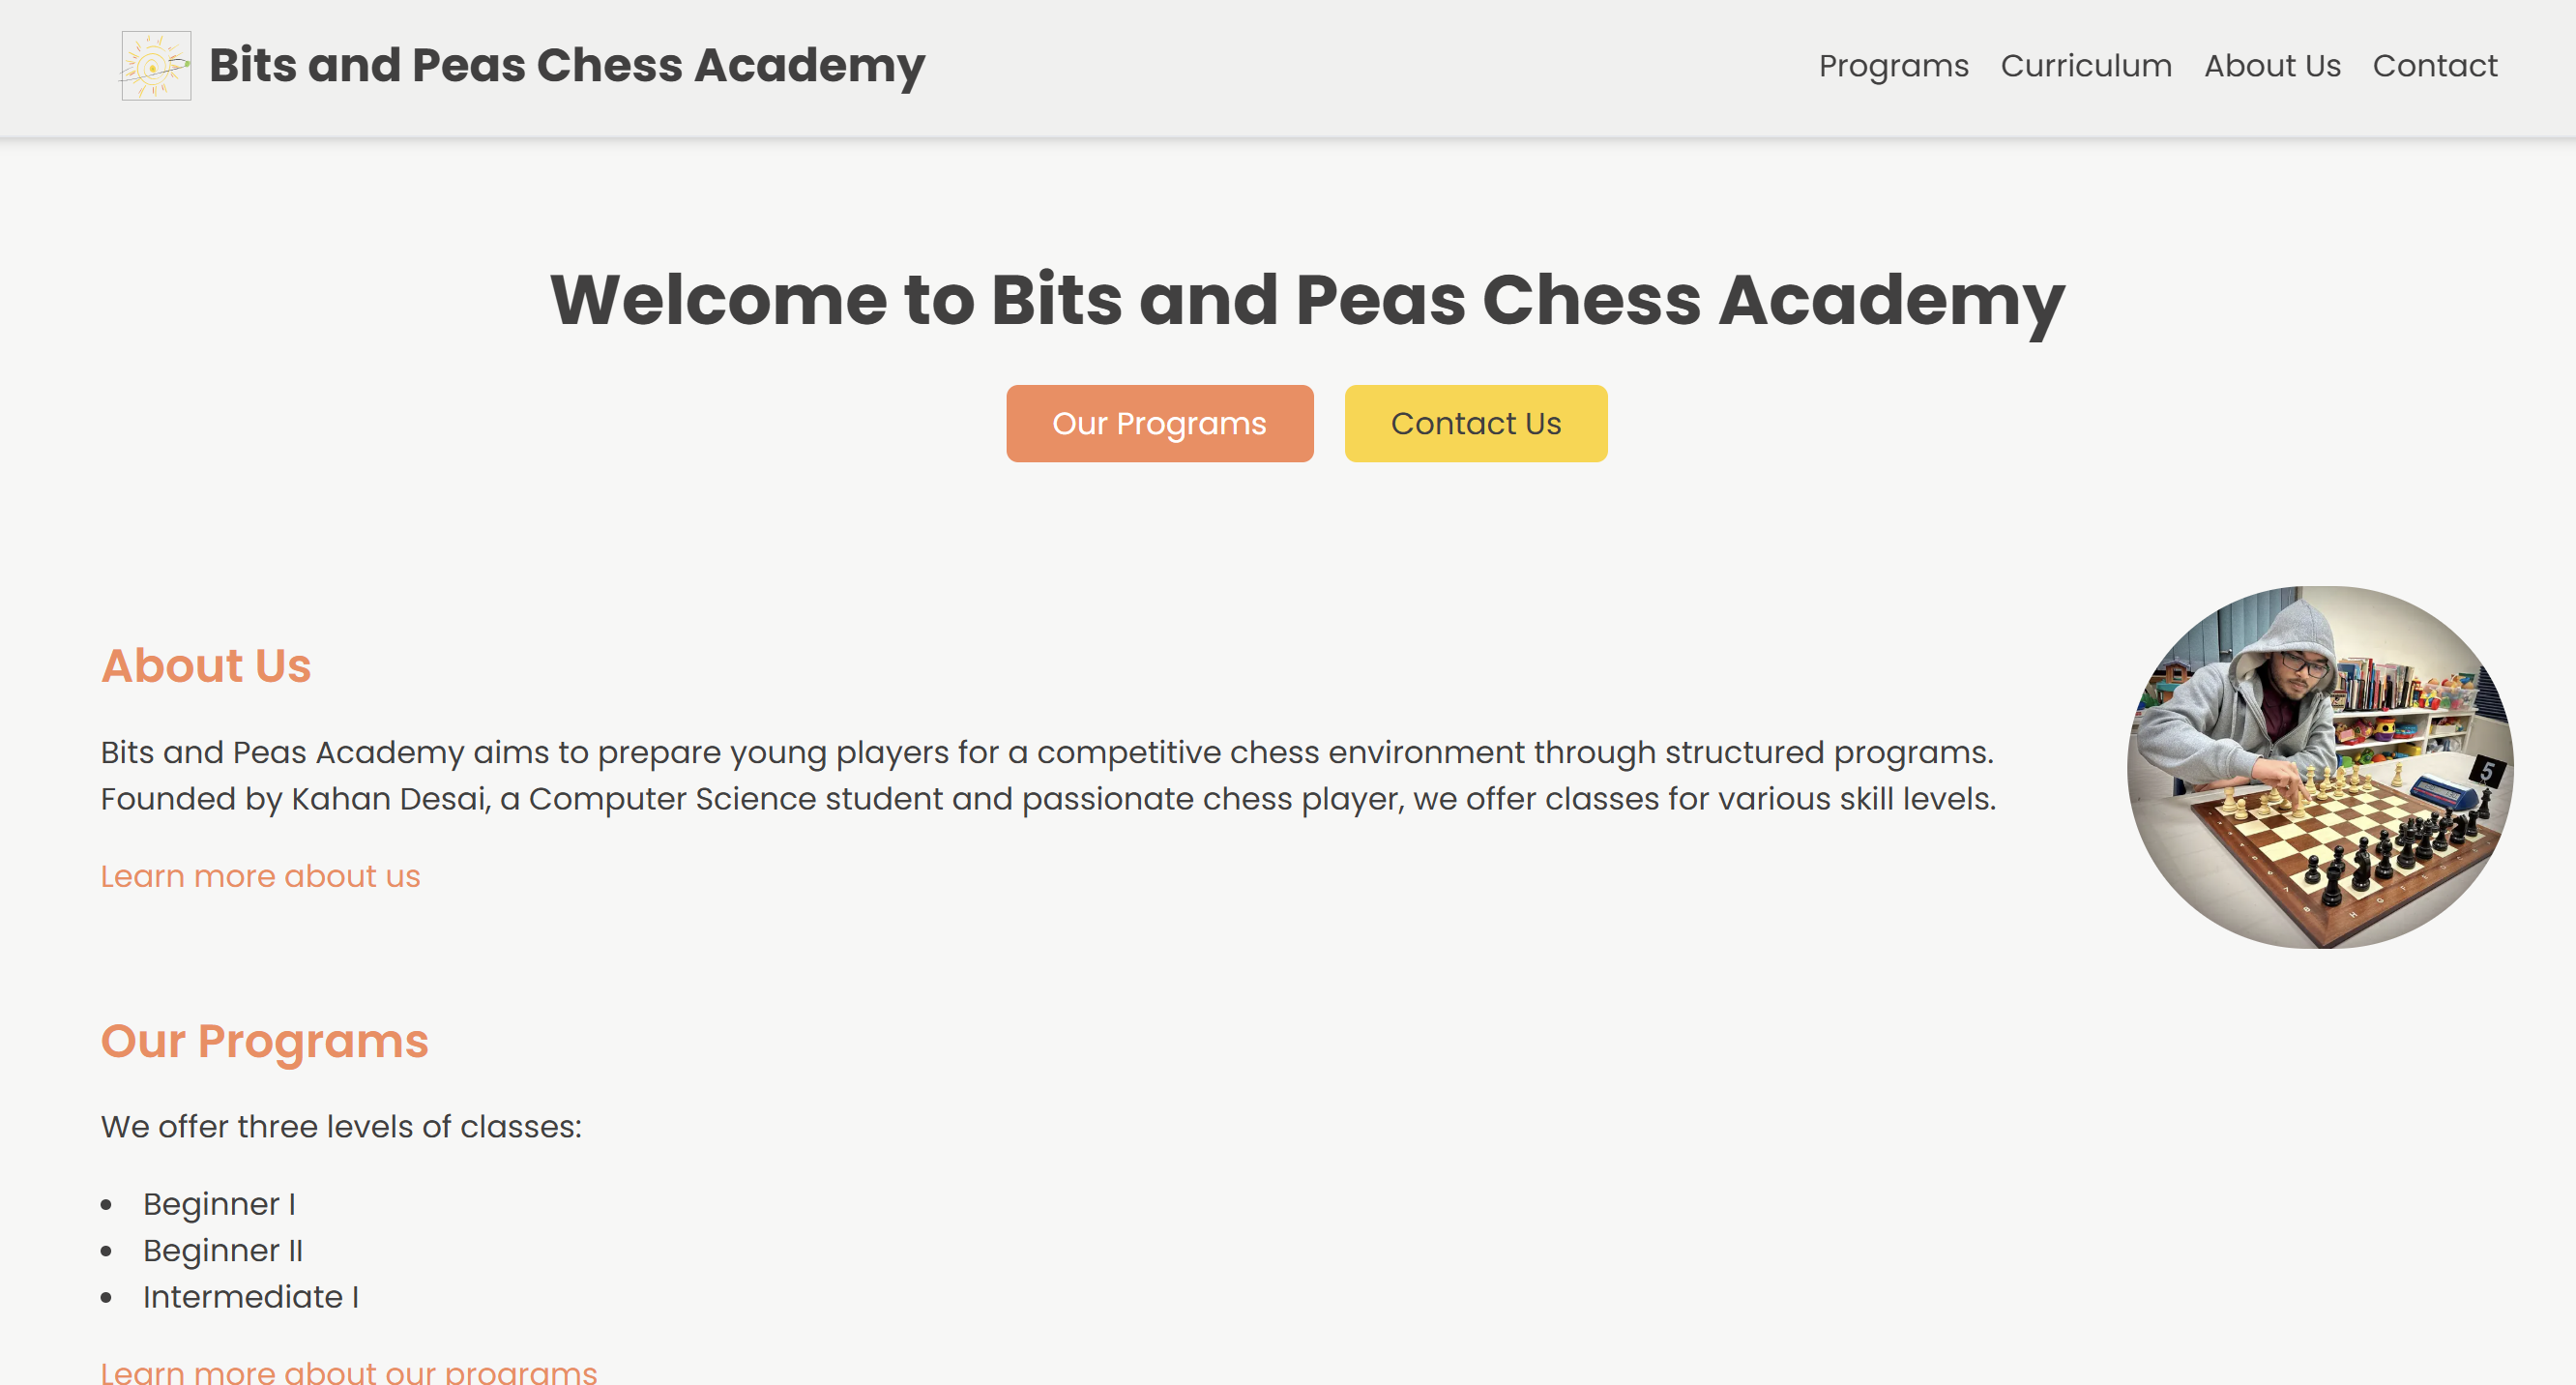 Bits and Peas Chess Academy
Programs Curriculum About Us Contact
Welcome to Bits and Peas Chess Academy
Our Programs Contact Us
About Us
Bits and Peas Academy aims to prepare young players for a competitive chess environment through structured programs.
Founded by Kahan Desai, a Computer Science student and passionate chess player, we offer classes for various skill levels.
Learn more about us
5
Our Programs
We offer three levels of classes:
Beginner I
Beginner II
Intermediate I
Learn more about our programs